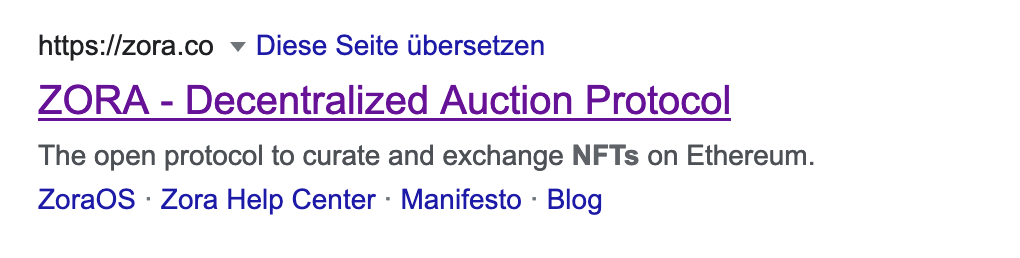 https://zora.co Diese Seite übersetzen
ZORA - Decentralized Auction Protocol
The open protocol to curate and exchange NFTs on Ethereum.
ZoraOS · Zora Help Center · Manifesto · Blog